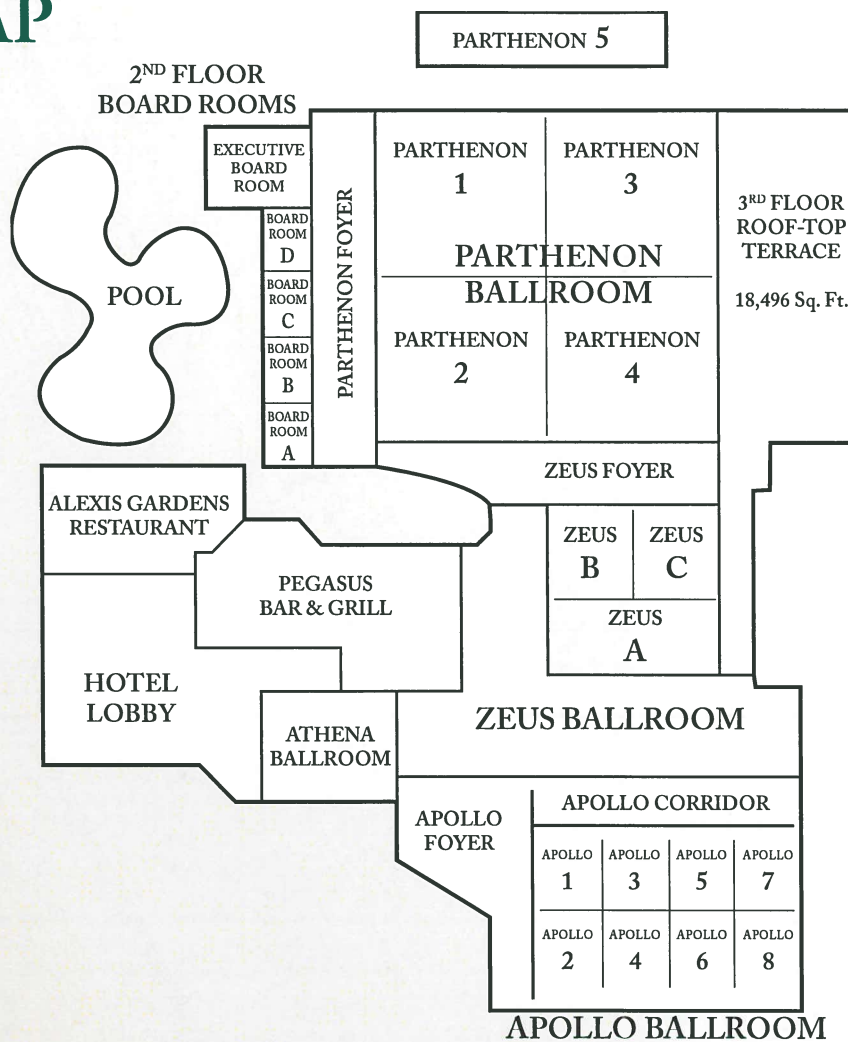 AP
PARTHENON 5
2ND FLOOR
BOARD ROOMS
EXECUTIVE
BOARD
ROOM
BOARD
ROOM
D
BOARD
ROOM
C
BOARD
ROOM
B
BOARD
ROOM
A
POOL
PARTHENON FOYER
PARTHENON
1
PARTHENON
3
PARTHENON
BALLROOM
PARTHENON
2
PARTHENON
4
3RD FLOOR
ROOF-TOP
TERRACE
18,496 Sq. Ft.
ZEUS FOYER
ALEXIS GARDENS
RESTAURANT
ZEUS
B
ZEUS
C
ZEUS
A
PEGASUS
BAR & GRILL
HOTEL
LOBBY
ATHENA
BALLROOM
ZEUS BALLROOM
APOLLO
FOYER
APOLLO CORRIDOR
APOLLO
1
APOLLO
3
APOLLO
5
APOLLO
7
APOLLO
2
APOLLO
4
APOLLO
6
APOLLO
8
APOLLO BALLROOM